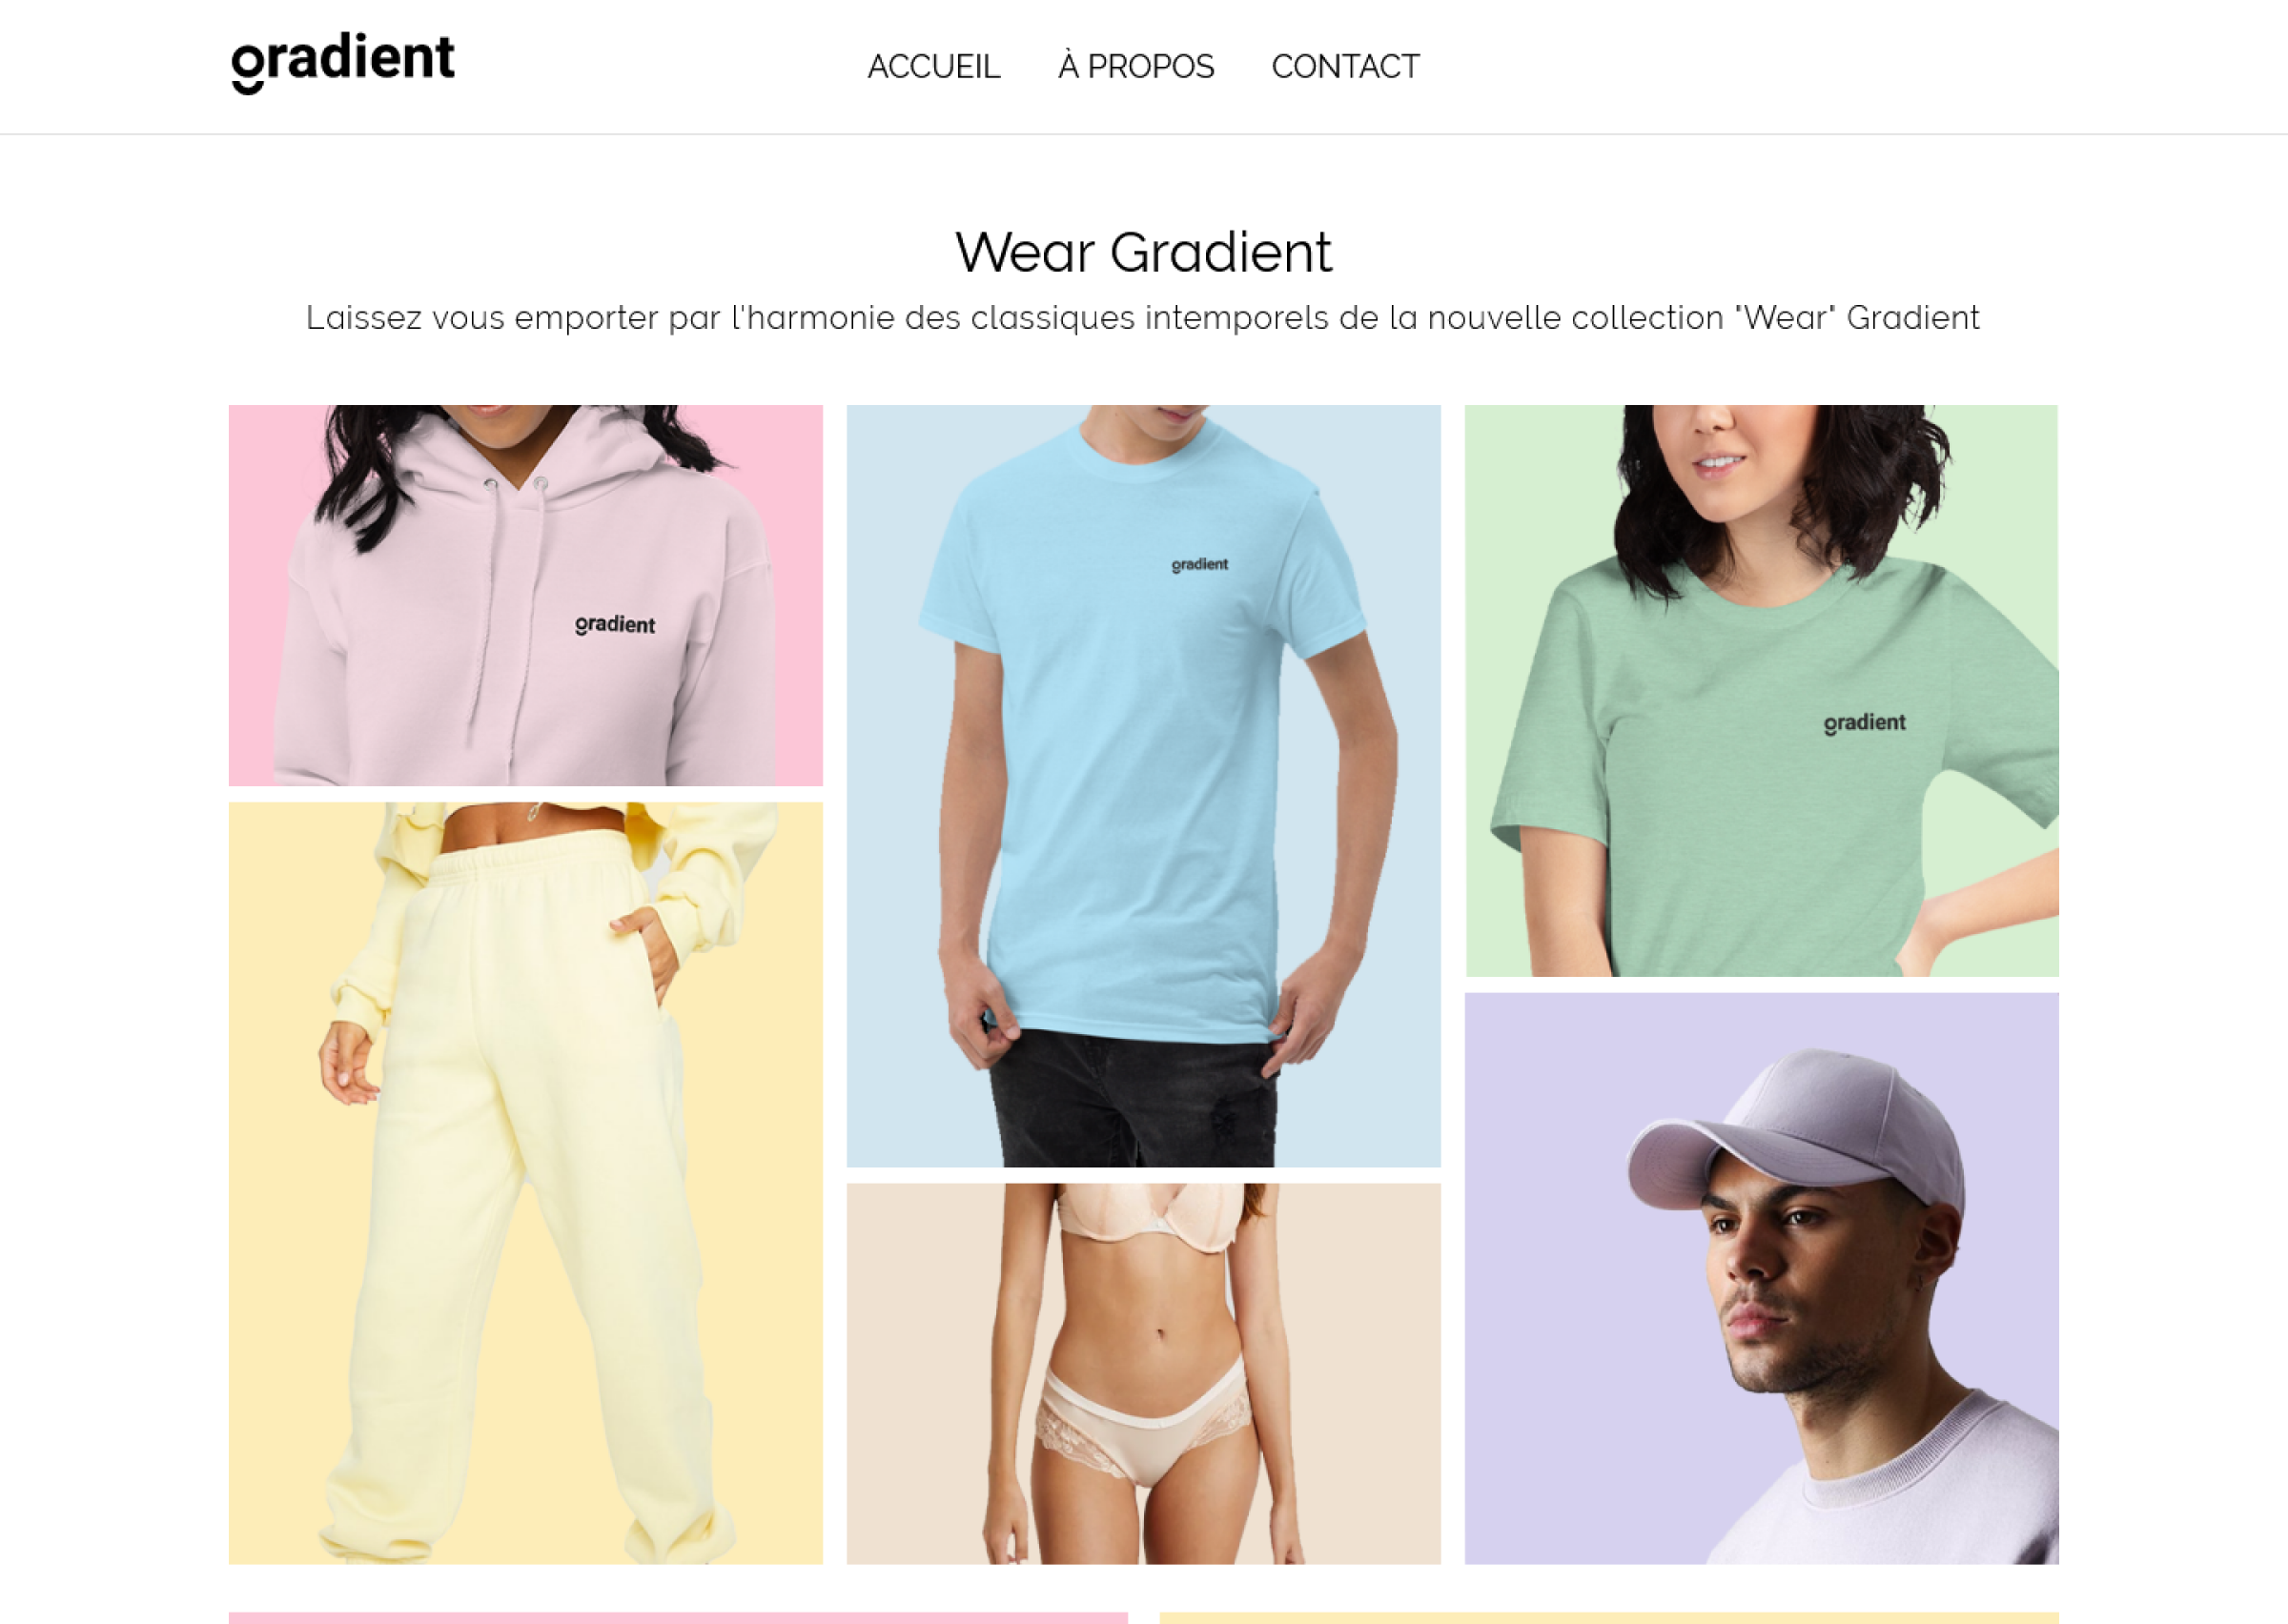 gradient
ACCUEIL À PROPOS CONTACT
Wear Gradient
Laissez vous emporter par l'harmonie des classiques intemporels de la nouvelle collection "Wear" Gradient
gradient
gradient
gradient